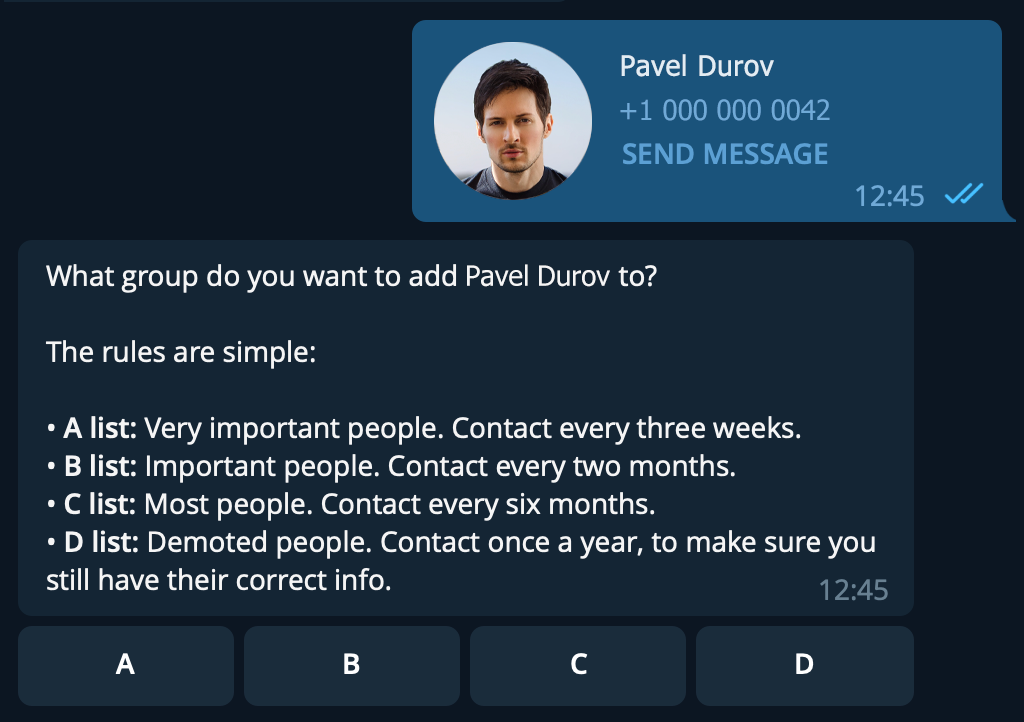 Pavel Durov
+1 000 000 0042
SEND MESSAGE
12:45
What group do you want to add Pavel Durov to?
The rules are simple:
• A list: Very important people. Contact every three weeks.
• B list: Important people. Contact every two months.
• C list: Most people. Contact every six months.
• D list: Demoted people. Contact once a year, to make sure you
still have their correct info.
12:45
A B C D